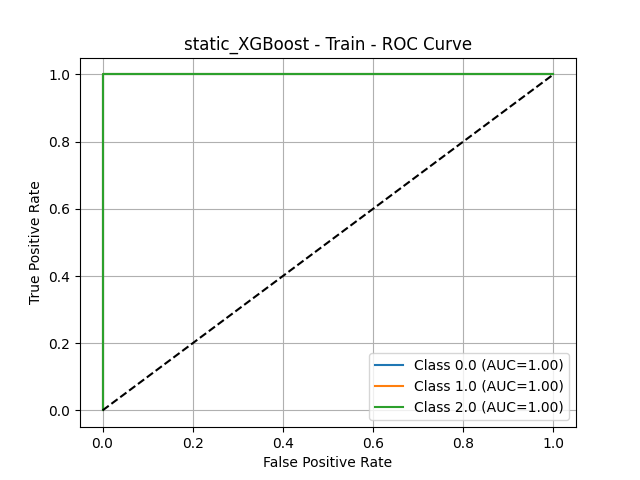 static_XGBoost - Train - ROC Curve
True Positive Rate
1.0
0.8
0.6
0.4
0.2
0.0
Class 0.0 (AUC=1.00)
Class 1.0 (AUC=1.00)
Class 2.0 (AUC=1.00)
0.0 0.2 0.4 0.6 0.8 1.0
False Positive Rate